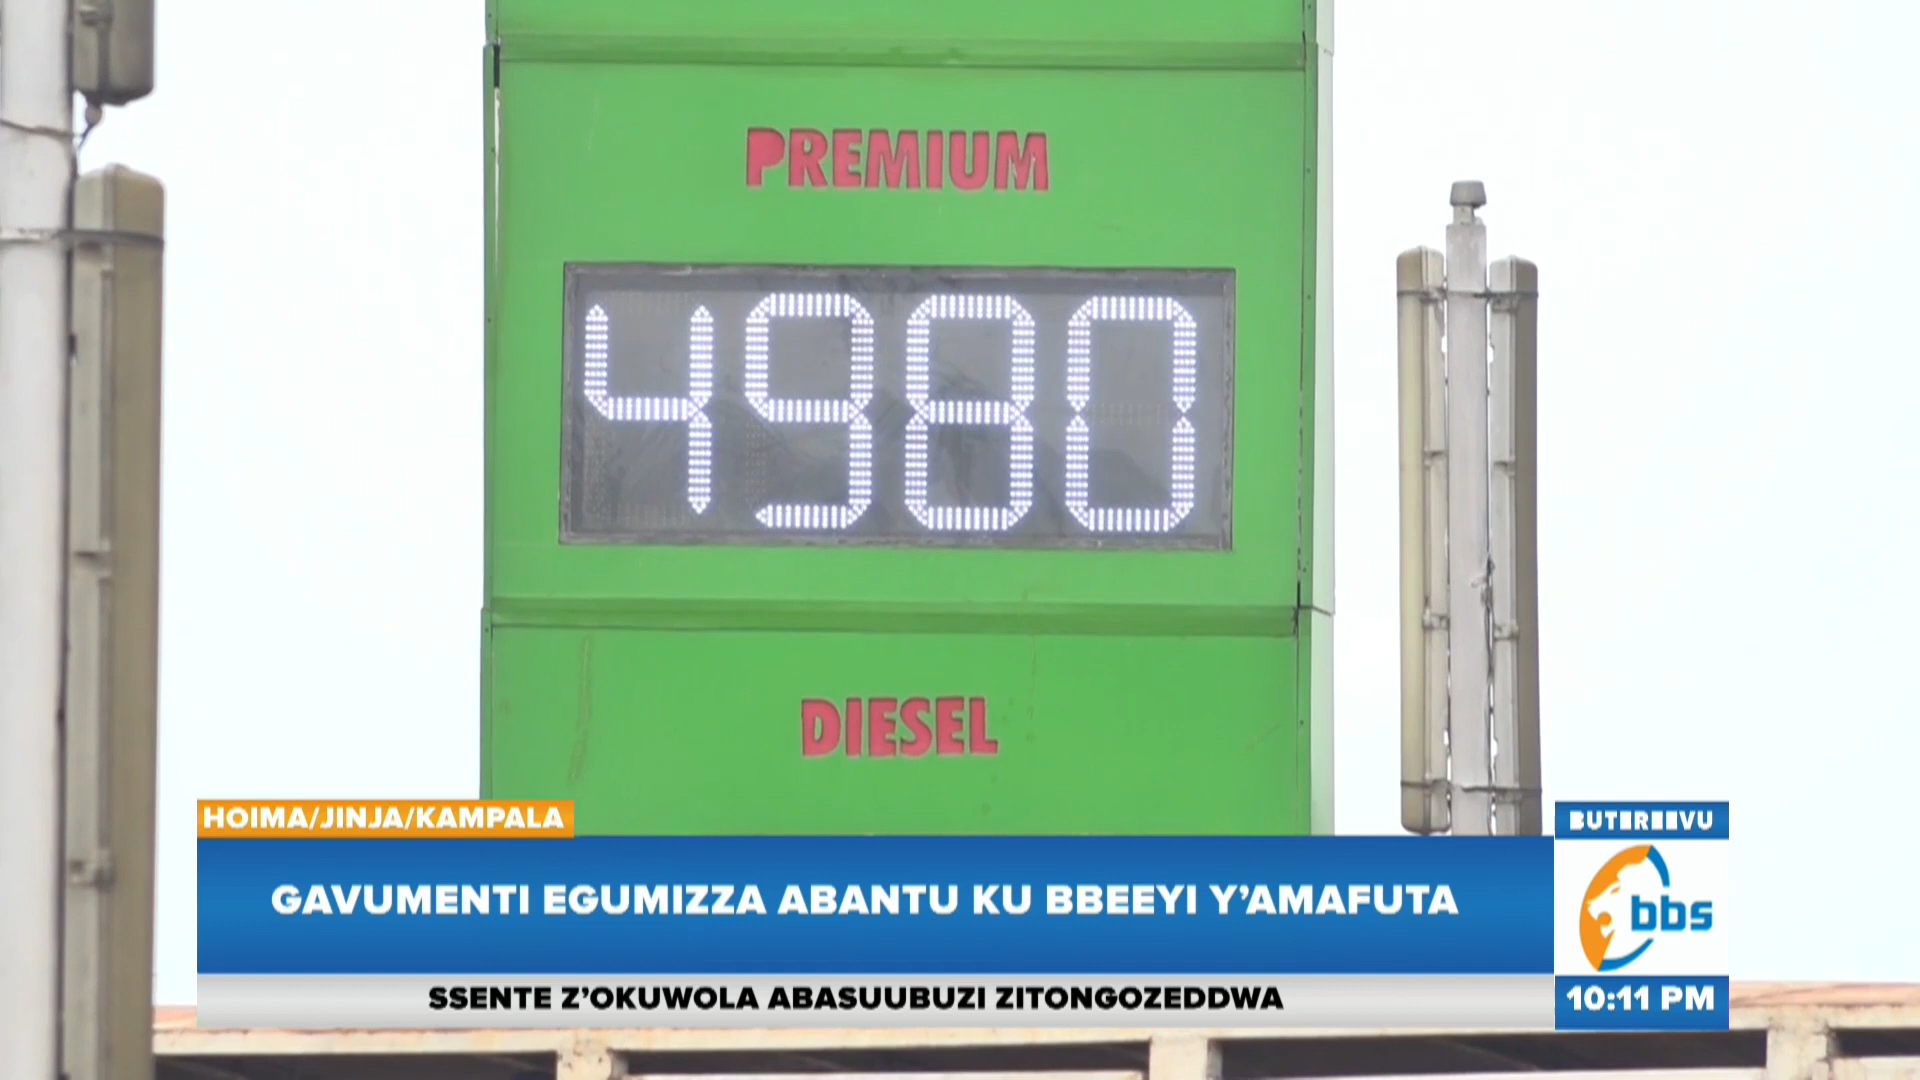 PREMIUM
4980
DIESEL
HOIMA/JINJA/KAMPALA
BUTEREEVU
GAVUMENTI EGUMIZZA ABANTU KU BBEEYI Y'AMAFUTA
bbs
SSENTE Z'OKUWOLA ABASUUBUZI ZITONGOZEDDWA
10:11 PM